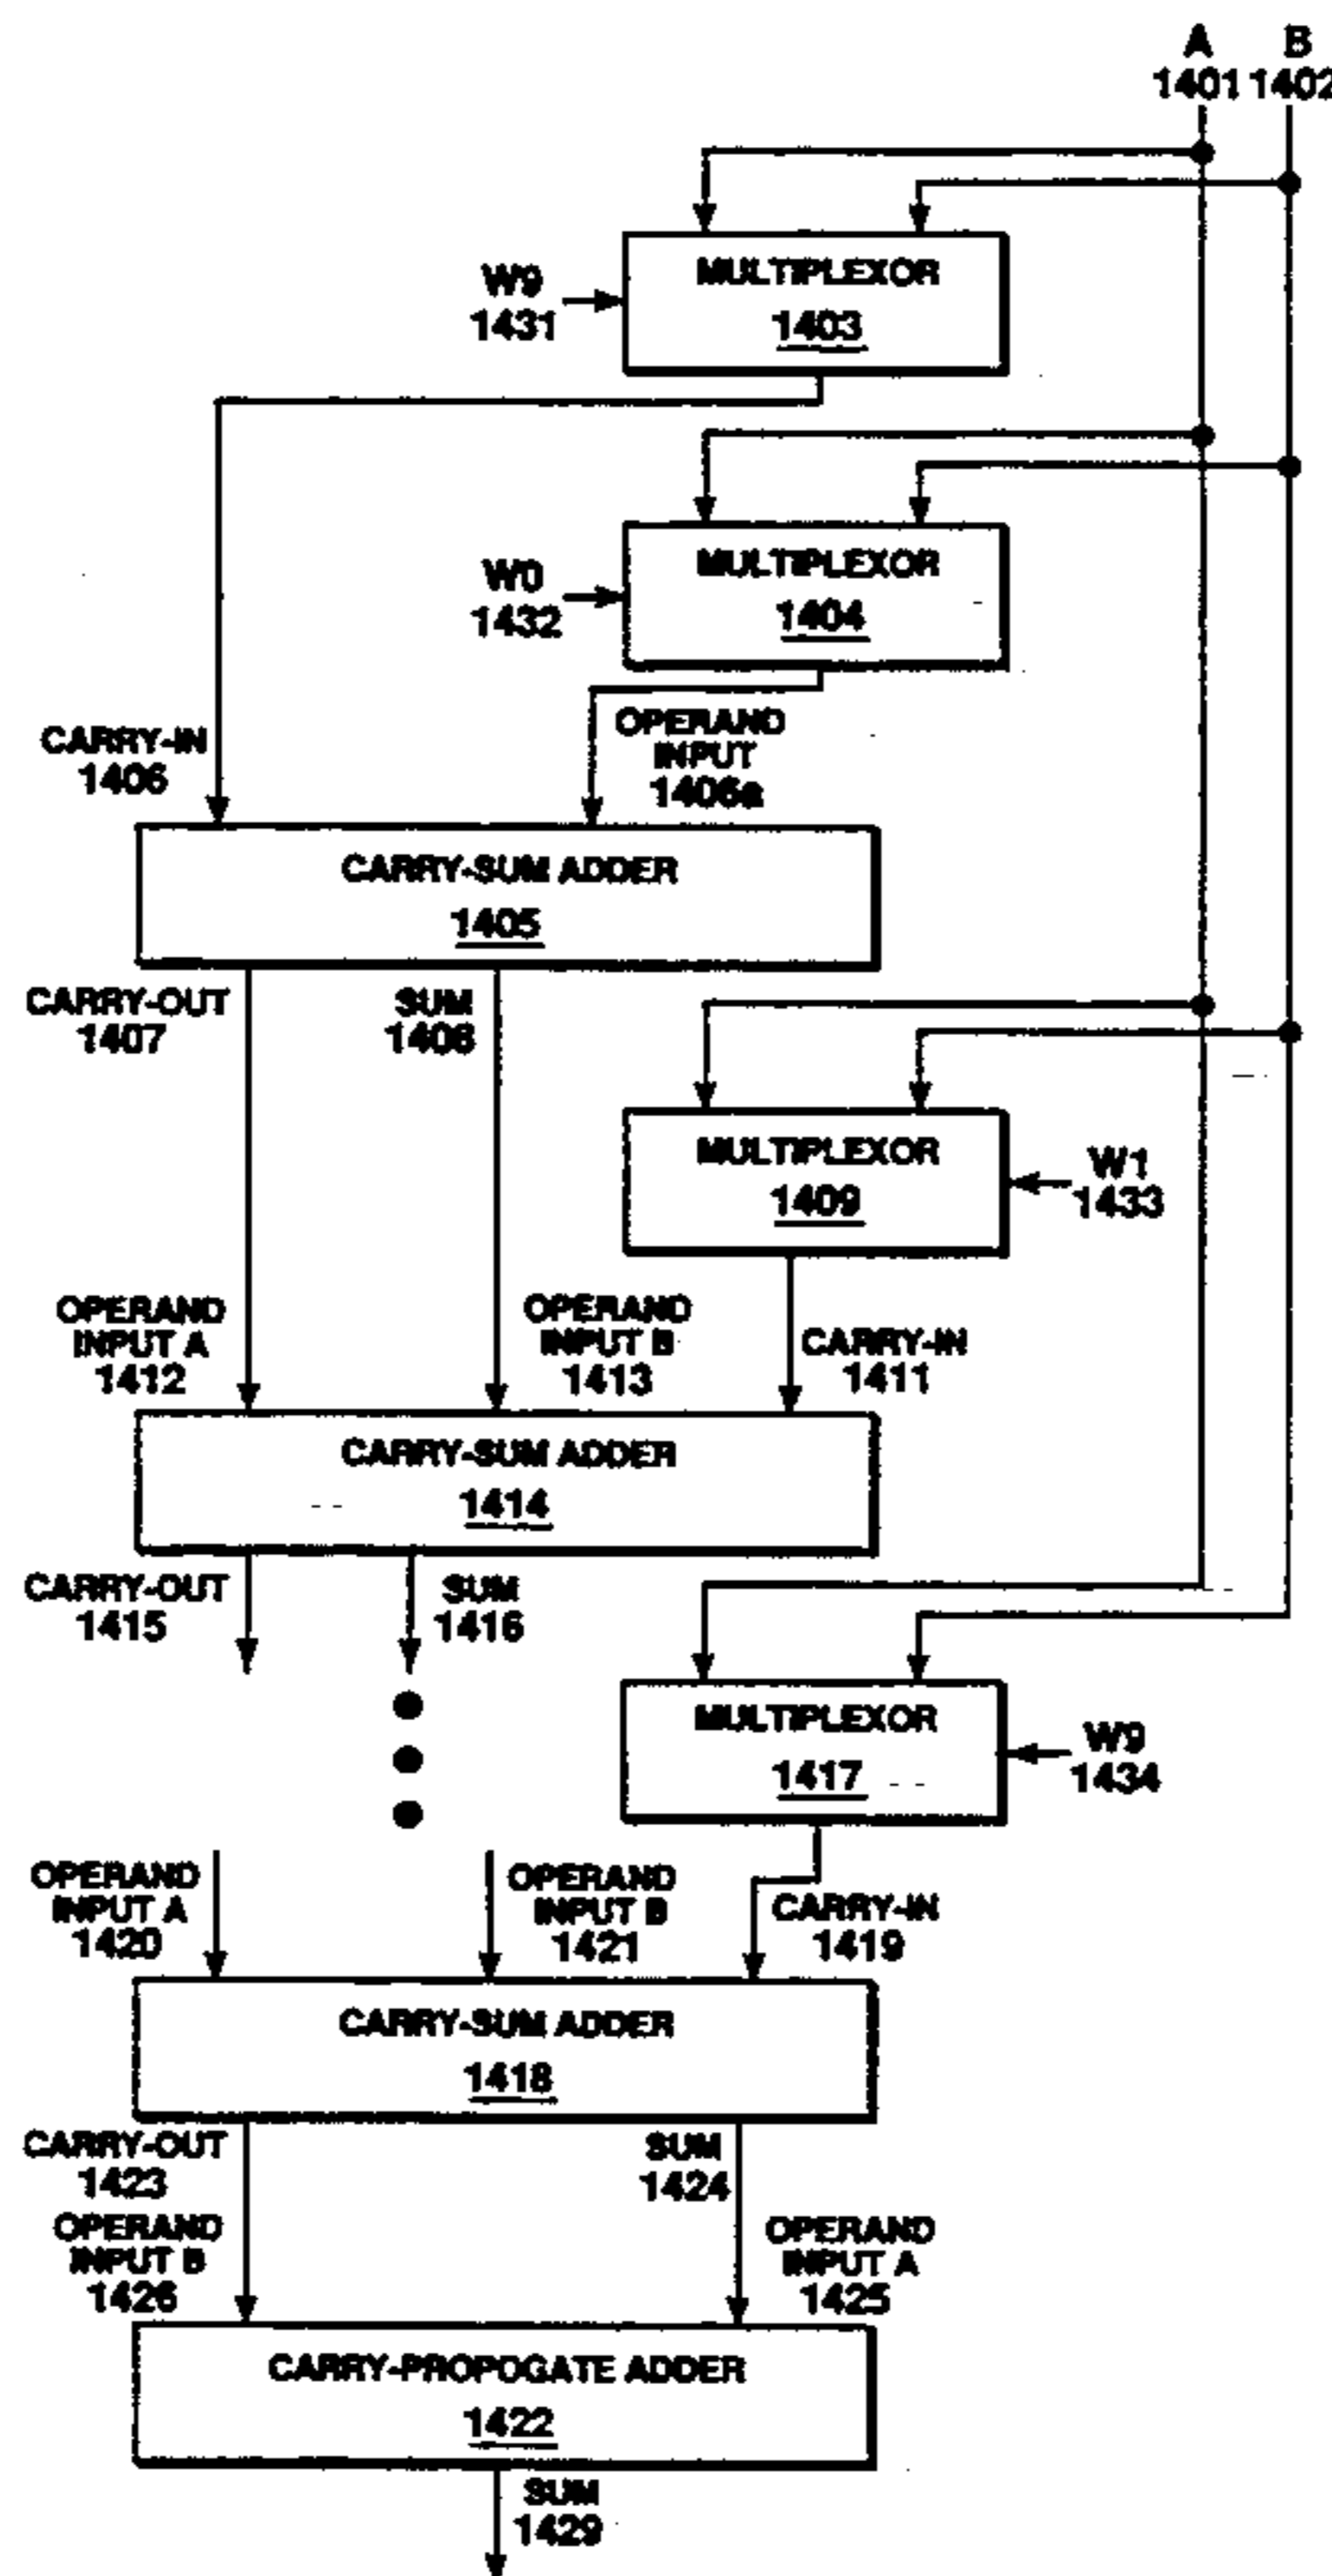 A B
1401 1402
MULTIPLEXOR
1403
W9
1431
MULTIPLEXOR
1404
W0
1432
CARRY-IN
1406
OPERAND
INPUT
1406a
CARRY-SUM ADDER
1405
CARRY-OUT
1407
SUM
1408
MULTIPLEXOR
1409
W1
1433
OPERAND
INPUT A
1412
OPERAND
INPUT B
1413
CARRY-IN
1411
CARRY-SUM ADDER
1414
CARRY-OUT
1415
SUM
1416
MULTIPLEXOR
1417
W9
1434
OPERAND
INPUT A
1420
OPERAND
INPUT B
1421
CARRY-IN
1419
CARRY-SUM ADDER
1418
CARRY-OUT
1423
SUM
1424
OPERAND
INPUT B
1426
OPERAND
INPUT A
1425
CARRY-PROPOGATE ADDER
1422
SUM
1429